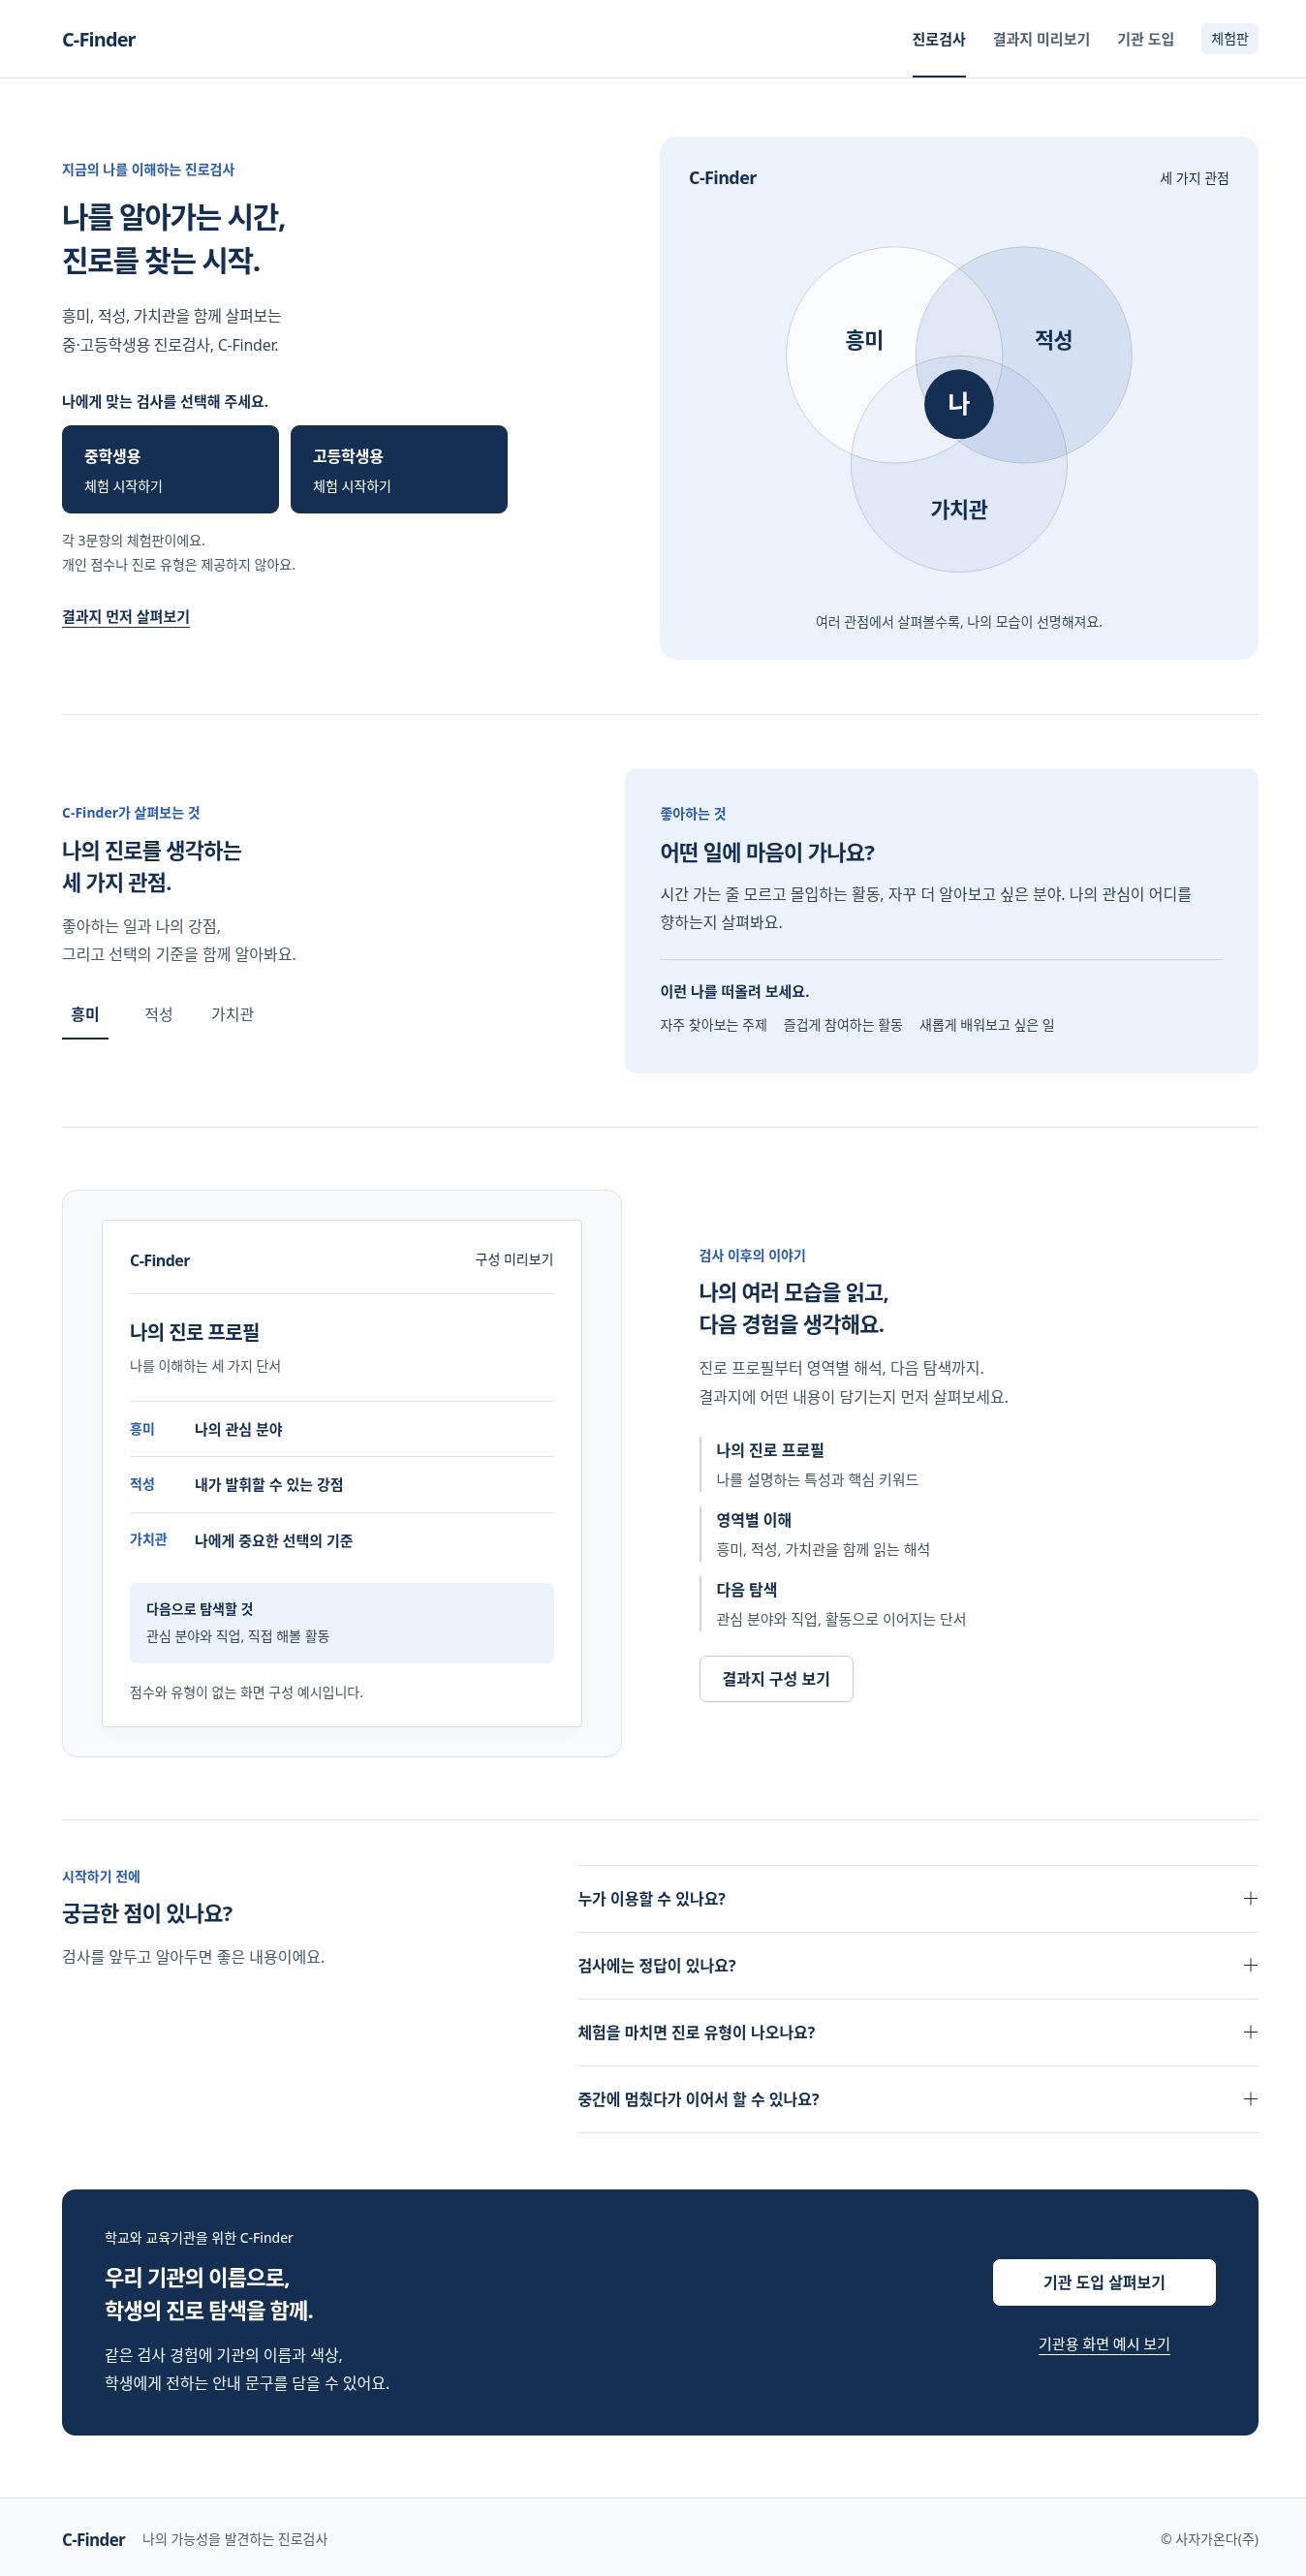 C-Finder
진로검사
결과지 미리보기
기관 도입
체험판
지금의 나를 이해하는 진로검사
나를 알아가는 시간,
진로를 찾는 시작.
흥미, 적성, 가치관을 함께 살펴보는
중·고등학생용 진로검사, C-Finder.
나에게 맞는 검사를 선택해 주세요.
중학생용
체험 시작하기
고등학생용
체험 시작하기
각 3문항의 체험판이에요.
개인 점수나 진로 유형은 제공하지 않아요.
결과지 먼저 살펴보기
C-Finder
세 가지 관점
흥미
적성
나
가치관
여러 관점에서 살펴볼수록, 나의 모습이 선명해져요.
C-Finder가 살펴보는 것
나의 진로를 생각하는
세 가지 관점.
좋아하는 일과 나의 강점,
그리고 선택의 기준을 함께 알아봐요.
흥미
적성
가치관
좋아하는 것
어떤 일에 마음이 가나요?
시간 가는 줄 모르고 몰입하는 활동, 자꾸 더 알아보고 싶은 분야. 나의 관심이 어디를
향하는지 살펴봐요.
이런 나를 떠올려 보세요.
자주 찾아보는 주제
즐겁게 참여하는 활동
새롭게 배워보고 싶은 일
C-Finder
구성 미리보기
나의 진로 프로필
나를 이해하는 세 가지 단서
흥미
나의 관심 분야
적성
내가 발휘할 수 있는 강점
가치관
나에게 중요한 선택의 기준
다음으로 탐색할 것
관심 분야와 직업, 직접 해볼 활동
점수와 유형이 없는 화면 구성 예시입니다.
검사 이후의 이야기
나의 여러 모습을 읽고,
다음 경험을 생각해요.
진로 프로필부터 영역별 해석, 다음 탐색까지.
결과지에 어떤 내용이 담기는지 먼저 살펴보세요.
나의 진로 프로필
나를 설명하는 특성과 핵심 키워드
영역별 이해
흥미, 적성, 가치관을 함께 읽는 해석
다음 탐색
관심 분야와 직업, 활동으로 이어지는 단서
결과지 구성 보기
시작하기 전에
궁금한 점이 있나요?
검사를 앞두고 알아두면 좋은 내용이에요.
누가 이용할 수 있나요?
검사에는 정답이 있나요?
체험을 마치면 진로 유형이 나오나요?
중간에 멈췄다가 이어서 할 수 있나요?
학교와 교육기관을 위한 C-Finder
우리 기관의 이름으로,
학생의 진로 탐색을 함께.
같은 검사 경험에 기관의 이름과 색상,
학생에게 전하는 안내 문구를 담을 수 있어요.
기관 도입 살펴보기
기관용 화면 예시 보기
C-Finder
나의 가능성을 발견하는 진로검사
© 사자가온다(주)